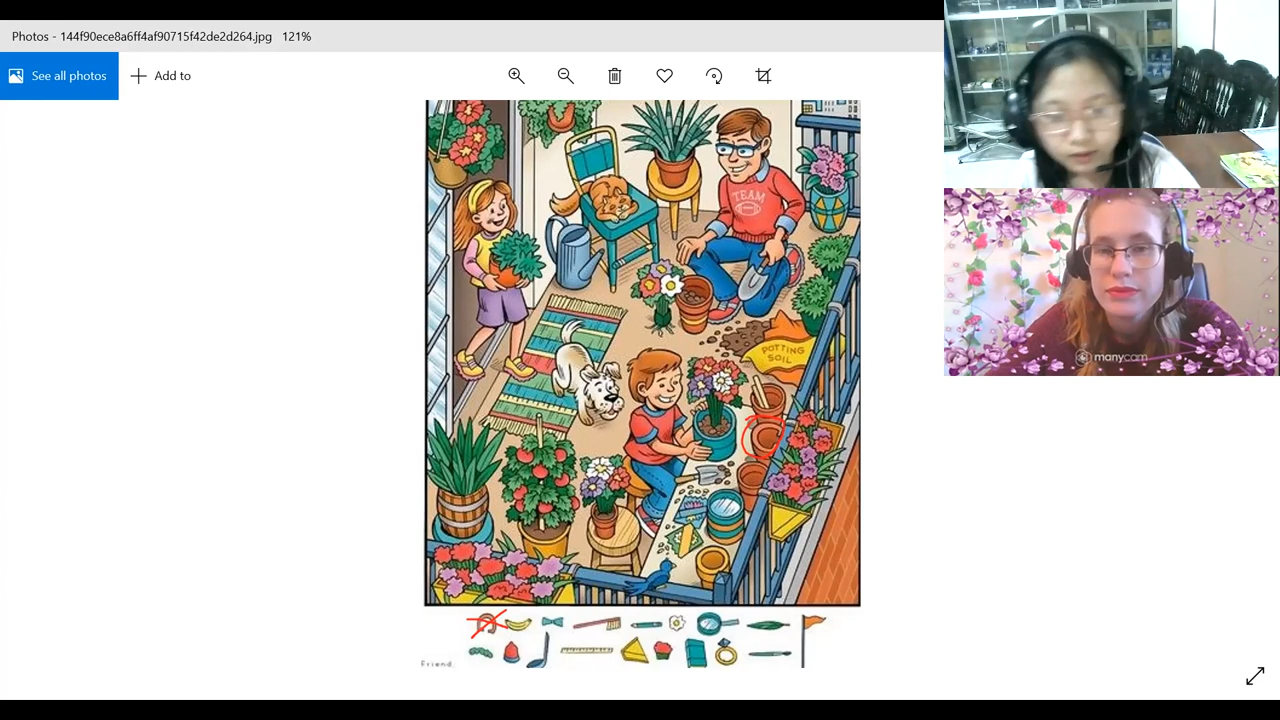 Photos - 144f90ece8a6ff4af90715f42de2d264.jpg 121%
See all photos
Add to
TEAM
POTTING
SOIL
manycam
Friend